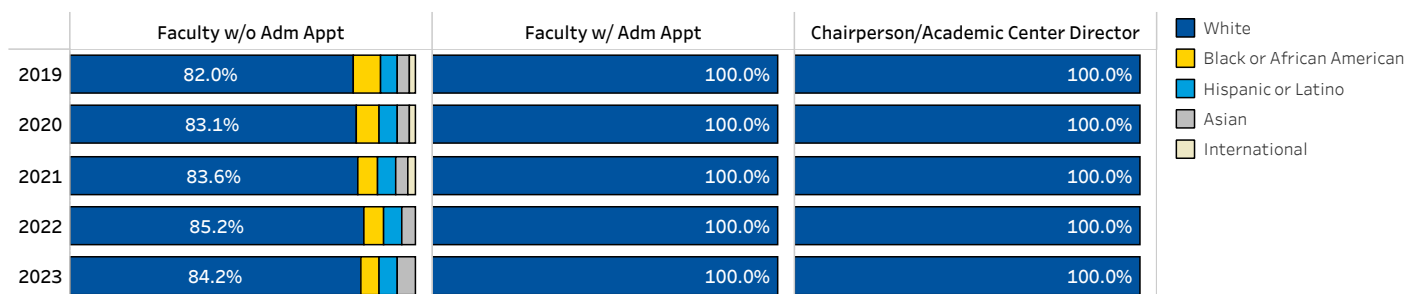 Faculty w/o Adm Appt Faculty w/ Adm Appt Chairperson/Academic Center Director
2019 82.0% 100.0% 100.0%
2020 83.1% 100.0% 100.0%
2021 83.6% 100.0% 100.0%
2022 85.2% 100.0% 100.0%
2023 84.2% 100.0% 100.0%
White
Black or African American
Hispanic or Latino
Asian
International